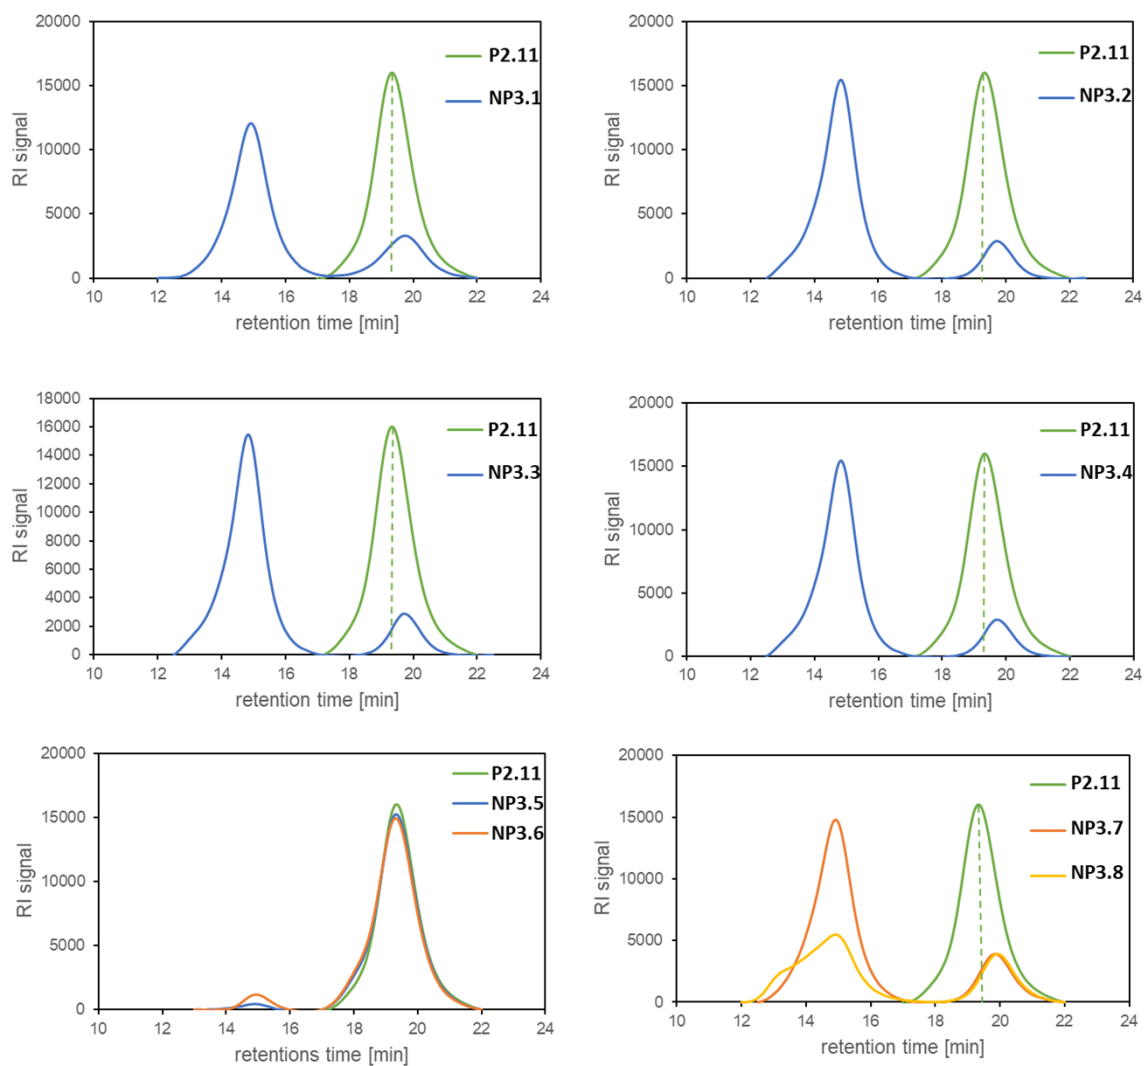 20000
15000
10000
5000
0
RI signal
P2.11
NP3.1
10 12 14 16 18 20 22 24
retention time [min]
20000
15000
10000
5000
0
RI signal
P2.11
NP3.2
10 12 14 16 18 20 22 24
retention time [min]
18000
16000
14000
12000
10000
8000
6000
4000
2000
0
RI signal
P2.11
NP3.3
10 12 14 16 18 20 22 24
retention time [min]
20000
15000
10000
5000
0
RI signal
P2.11
NP3.4
10 12 14 16 18 20 22 24
retention time [min]
20000
15000
10000
5000
0
RI signal
P2.11
NP3.5
NP3.6
10 12 14 16 18 20 22 24
retentions time [min]
20000
15000
10000
5000
0
RI signal
P2.11
NP3.7
NP3.8
10 12 14 16 18 20 22 24
retention time [min]